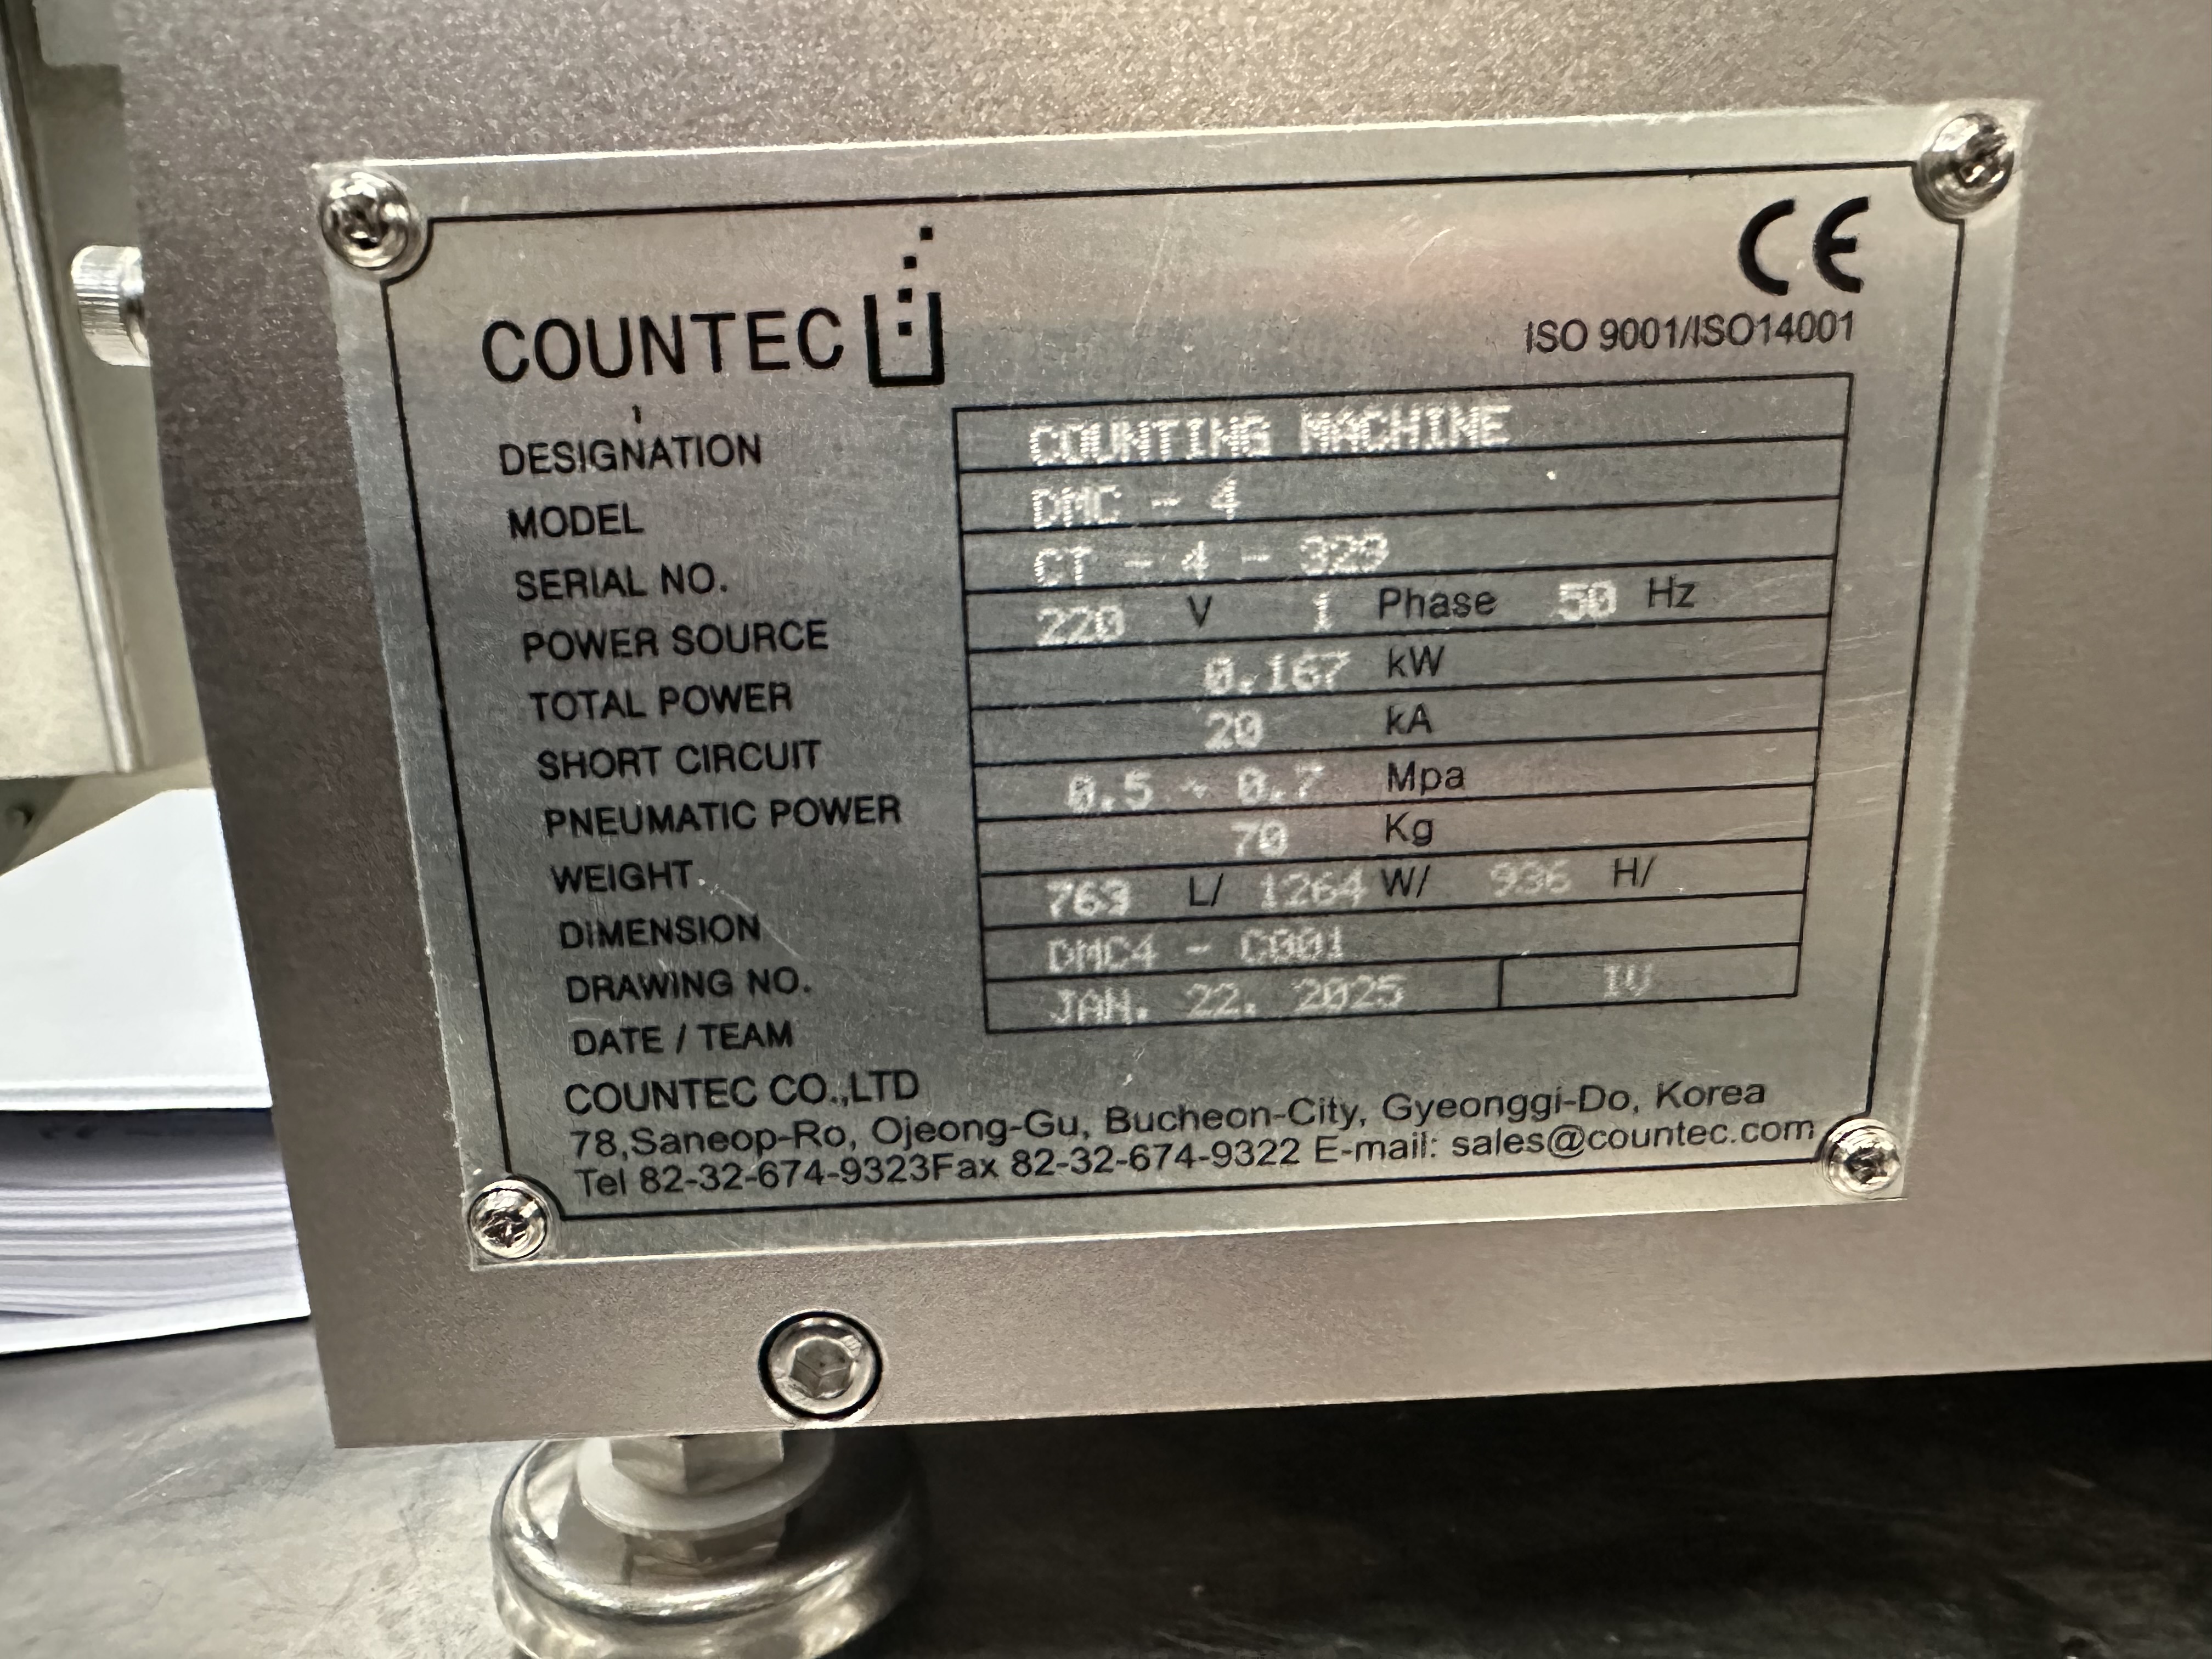 CE
COUNTEC
ISO 9001/ISO14001
DESIGNATION COUNTING MACHINE
MODEL DMC - 4
SERIAL NO. CT - 4 - 329
POWER SOURCE 220 V 1 Phase 50 Hz
TOTAL POWER 0.167 kW
SHORT CIRCUIT 20 kA
PNEUMATIC POWER 0.5 ~ 0.7 Mpa
WEIGHT 70 Kg
DIMENSION 763 L/ 1264 W/ 936 H/
DRAWING NO. DMC4 - C001
DATE / TEAM JAN. 22. 2025 IV
COUNTEC CO.,LTD
78,Saneop-Ro, Ojeong-Gu, Bucheon-City, Gyeonggi-Do, Korea
Tel 82-32-674-9323Fax 82-32-674-9322 E-mail: sales@countec.com